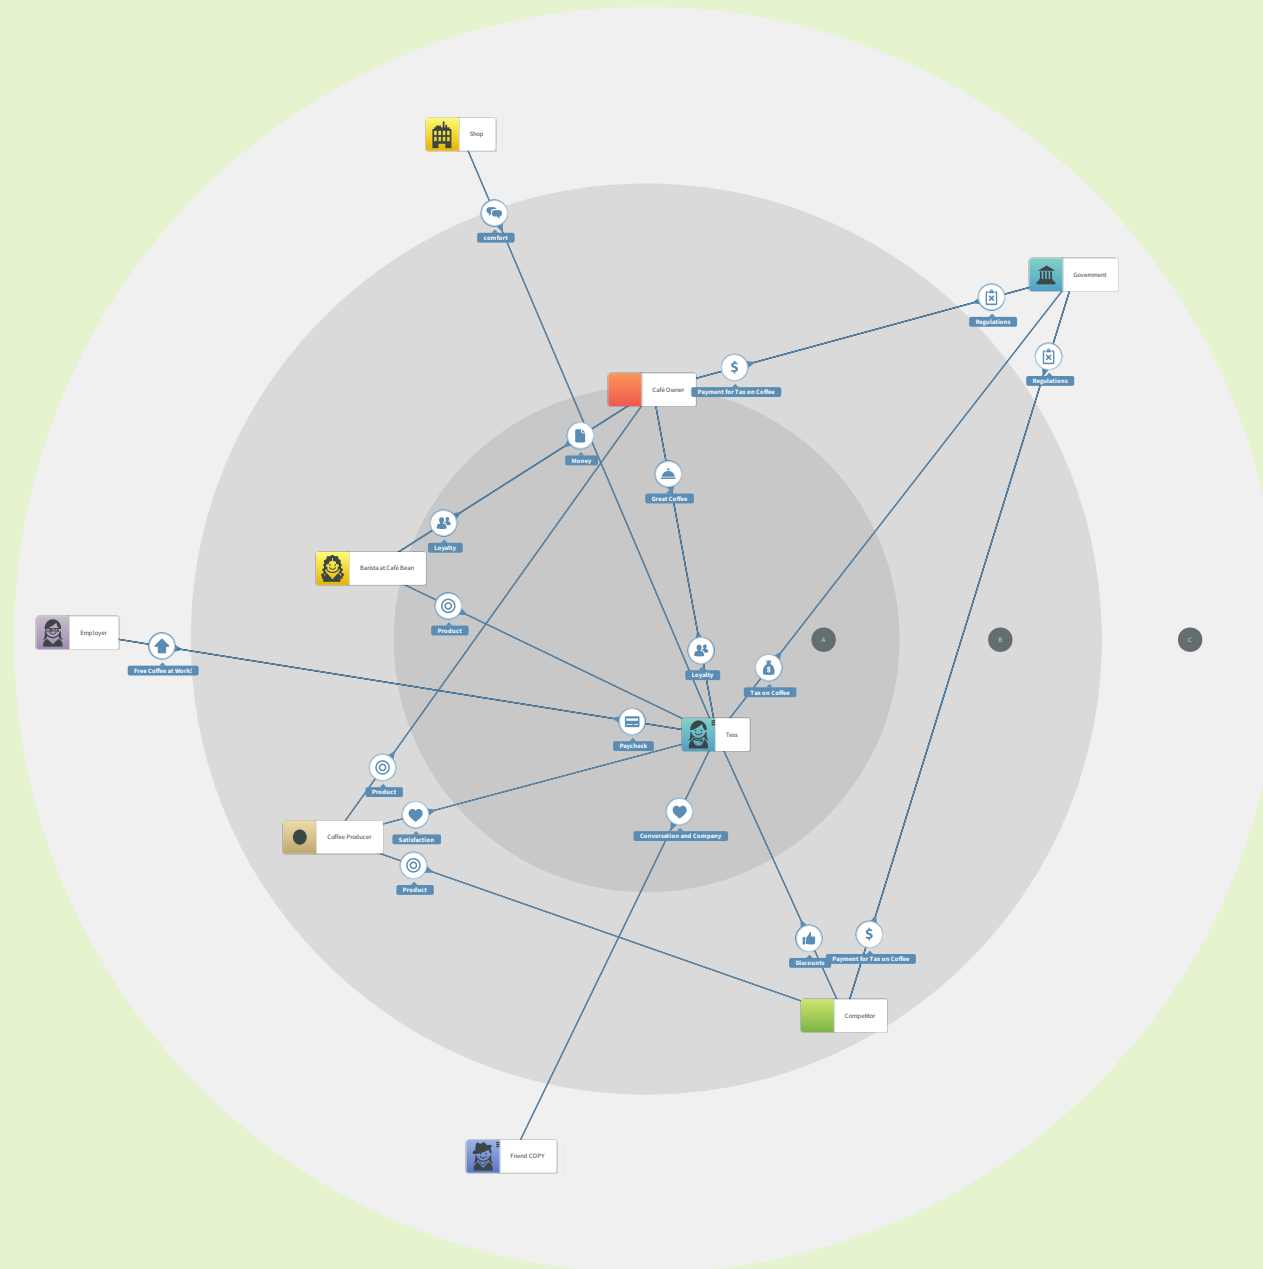 Shop
comfort
Government
Regulations
Regulations
Café Owner
Payment for Tax on Coffee
Money
Great Coffee
Loyalty
Barista at Café Bean
Product
Employer
Free Coffee at Work!
A
B
C
Loyalty
Tax on Coffee
Paycheck
Tess
Product
Coffee Producer
Satisfaction
Conversation and Company
Product
Discounts
Payment for Tax on Coffee
Competitor
Friend COPY